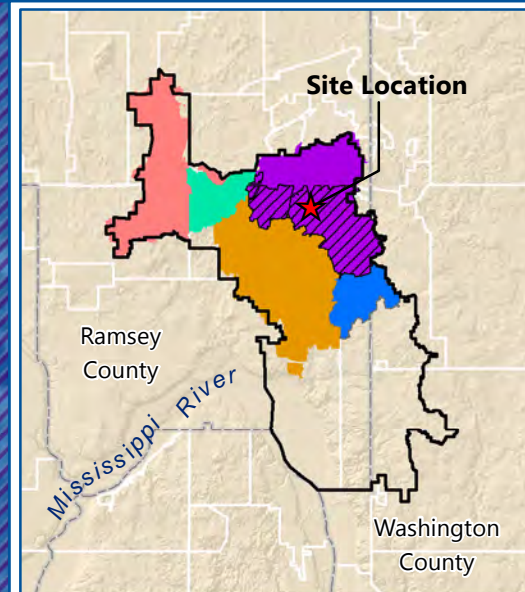 Site Location
Ramsey
County
Mississippi River
Washington
County